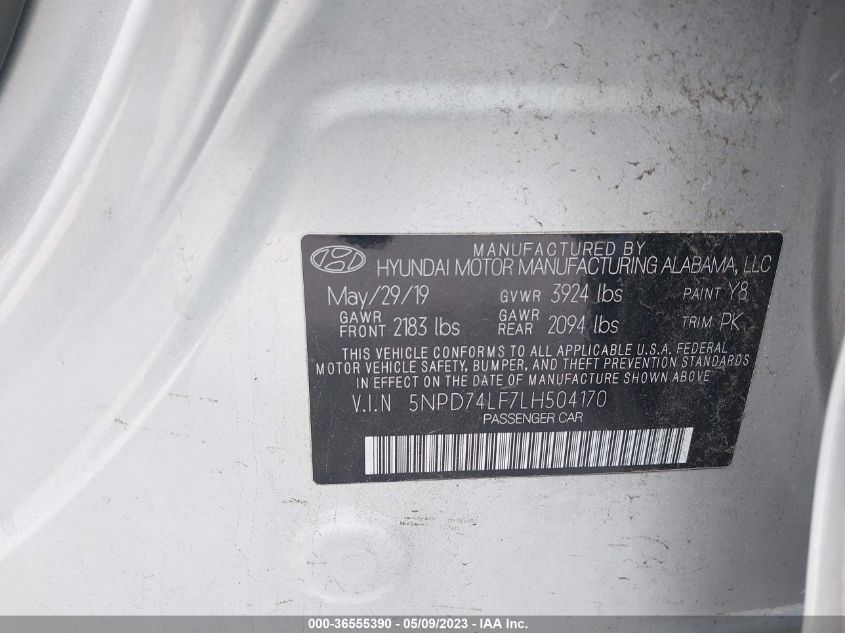 MANUFACTURED BY
HYUNDAI MOTOR MANUFACTURING ALABAMA, LLC
May/29/19 GVWR 3924 lbs PAINT Y8
GAWR FRONT 2183 lbs GAWR REAR 2094 lbs TRIM PK
THIS VEHICLE CONFORMS TO ALL APPLICABLE U.S.A. FEDERAL
MOTOR VEHICLE SAFETY, BUMPER, AND THEFT PREVENTION STANDARDS
IN EFFECT ON THE DATE OF MANUFACTURE SHOWN ABOVE
V.I.N 5NPD74LF7LH504170
PASSENGER CAR
000-36555390 - 05/09/2023 - IAA Inc.